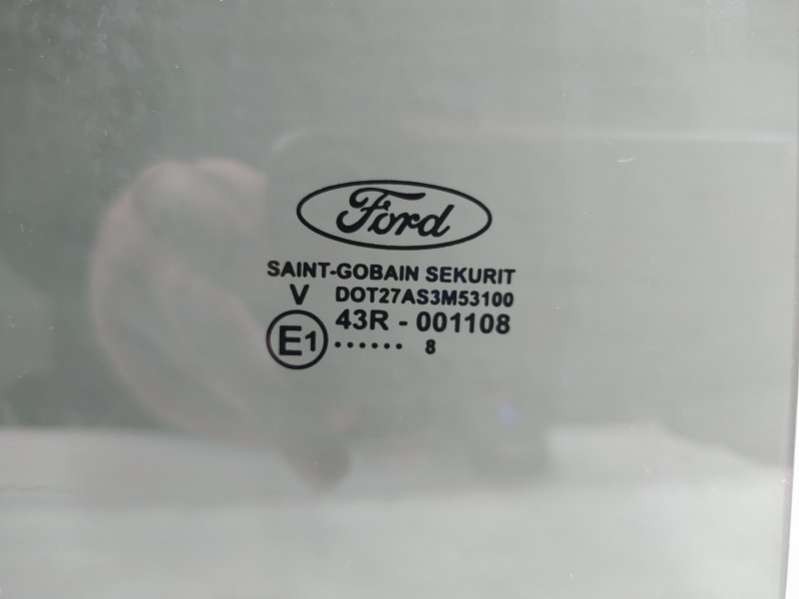 Ford
SAINT-GOBAIN SEKURIT
V DOT27AS3M53100
E1 43R - 001108
...... 8